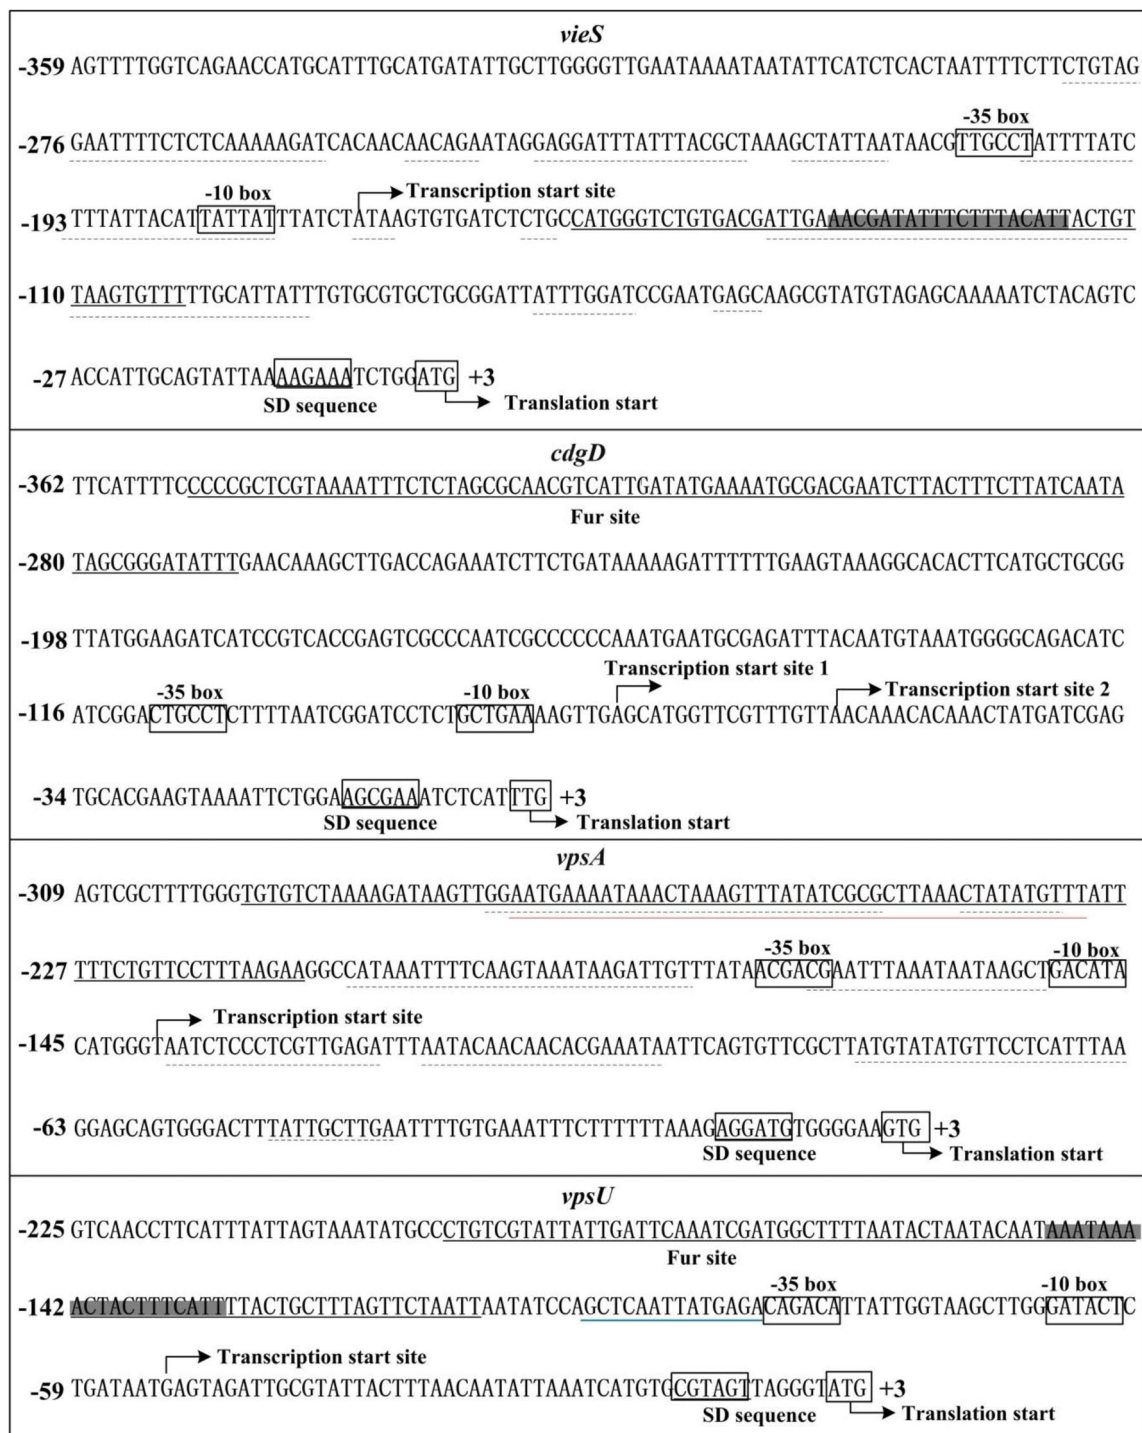 vieS
-359 AGTTTTGGTCAGAACCATGCATTTGCATGATATTGCTTGGGGTTGAATAAAATAATATTCATCTCACTAATTTTCTTCTGTAG
-35 box
-276 GAATTTTCTCTCAAAAAGATCACAACAACAGAATAGGAGGATTTATTTACGCTAAAGCTATTAATAACGTTGCCTATTTTATC
-10 box Transcription start site
-193 TTTATTACATTATTATTTATCTATAAGTGTGATCTCTGCCATGGGTCTGTGACGATTGAAACGATATTTCTTTACATTACTGT
-110 TAAGTGTTTTTGCATTATTTGTGCGTGCTGCGGATTATTTGGATCCGAATGAGCAAGCGTATGTAGAGCAAAAATCTACAGTC
-27 ACCATTGCAGTATTAAAAGAAATCTGGATG +3
SD sequence Translation start
cdgD
-362 TTCATTTTCCCCCGCTCGTAAAATTTCTCTAGCGCAACGTCATTGATATGAAAATGCGACGAATCTTACTTTCTTATCAATA
Fur site
-280 TAGCGGGATATTTGAACAAAGCTTGACCAGAAATCTTCTGATAAAAAGATTTTTTGAAGTAAAGGCACACTTCATGCTGCGG
-198 TTATGGAAGATCATCCGTCACCGAGTCGCCCAATCGCCCCCCAAATGAATGCGAGATTTACAATGTAAATGGGGCAGACATC
-35 box -10 box Transcription start site 1 Transcription start site 2
-116 ATCGGACTGCCTCTTTTAATCGGATCCTCTGCTGAAAAGTTGAGCATGGTTCGTTTGTTAACAAACACAAACTATGATCGAG
-34 TGCACGAAGTAAAATTCTGGAAGCGAAATCTCATTTG +3
SD sequence Translation start
vpsA
-309 AGTCGCTTTTGGGTGTGTCTAAAAGATAAGTTGGAATGAAAATAAACTAAAGTTTATATCGCGCTTAAACTATATGTTTATT
-35 box -10 box
-227 TTTCTGTTCCTTTAAGAAGGCCATAAATTTTCAAGTAAATAAGATTGTTTATAACGACGAATTTAAATAATAAGCTGACATA
Transcription start site
-145 CATGGGTAATCTCCCTCGTTGAGATTTAATACAACAACACGAAATAATTCAGTGTTCGCTTATGTATATGTTCCTCATTTAA
-63 GGAGCAGTGGGACTTTATTGCTTGAATTTTGTGAAATTTCTTTTTTAAAGAGGATGTGGGGAAGTG +3
SD sequence Translation start
vpsU
-225 GTCAACCTTCATTTATTAGTAAATATGCCCTGTCGTATTATTGATTCAAATCGATGGCTTTTAATACTAATACAATAAATAAA
Fur site
-35 box -10 box
-142 ACTACTTTCATTTTACTGCTTTAGTTCTAATTAATATCCAGCTCAATTATGAGACAGACATTATTGGTAAGCTTGGGATACTC
Transcription start site
-59 TGATAATGAGTAGATTGCGTATTACTTTAACAATATTAAATCATGTGCGTAGTTAGGGTATG +3
SD sequence Translation start